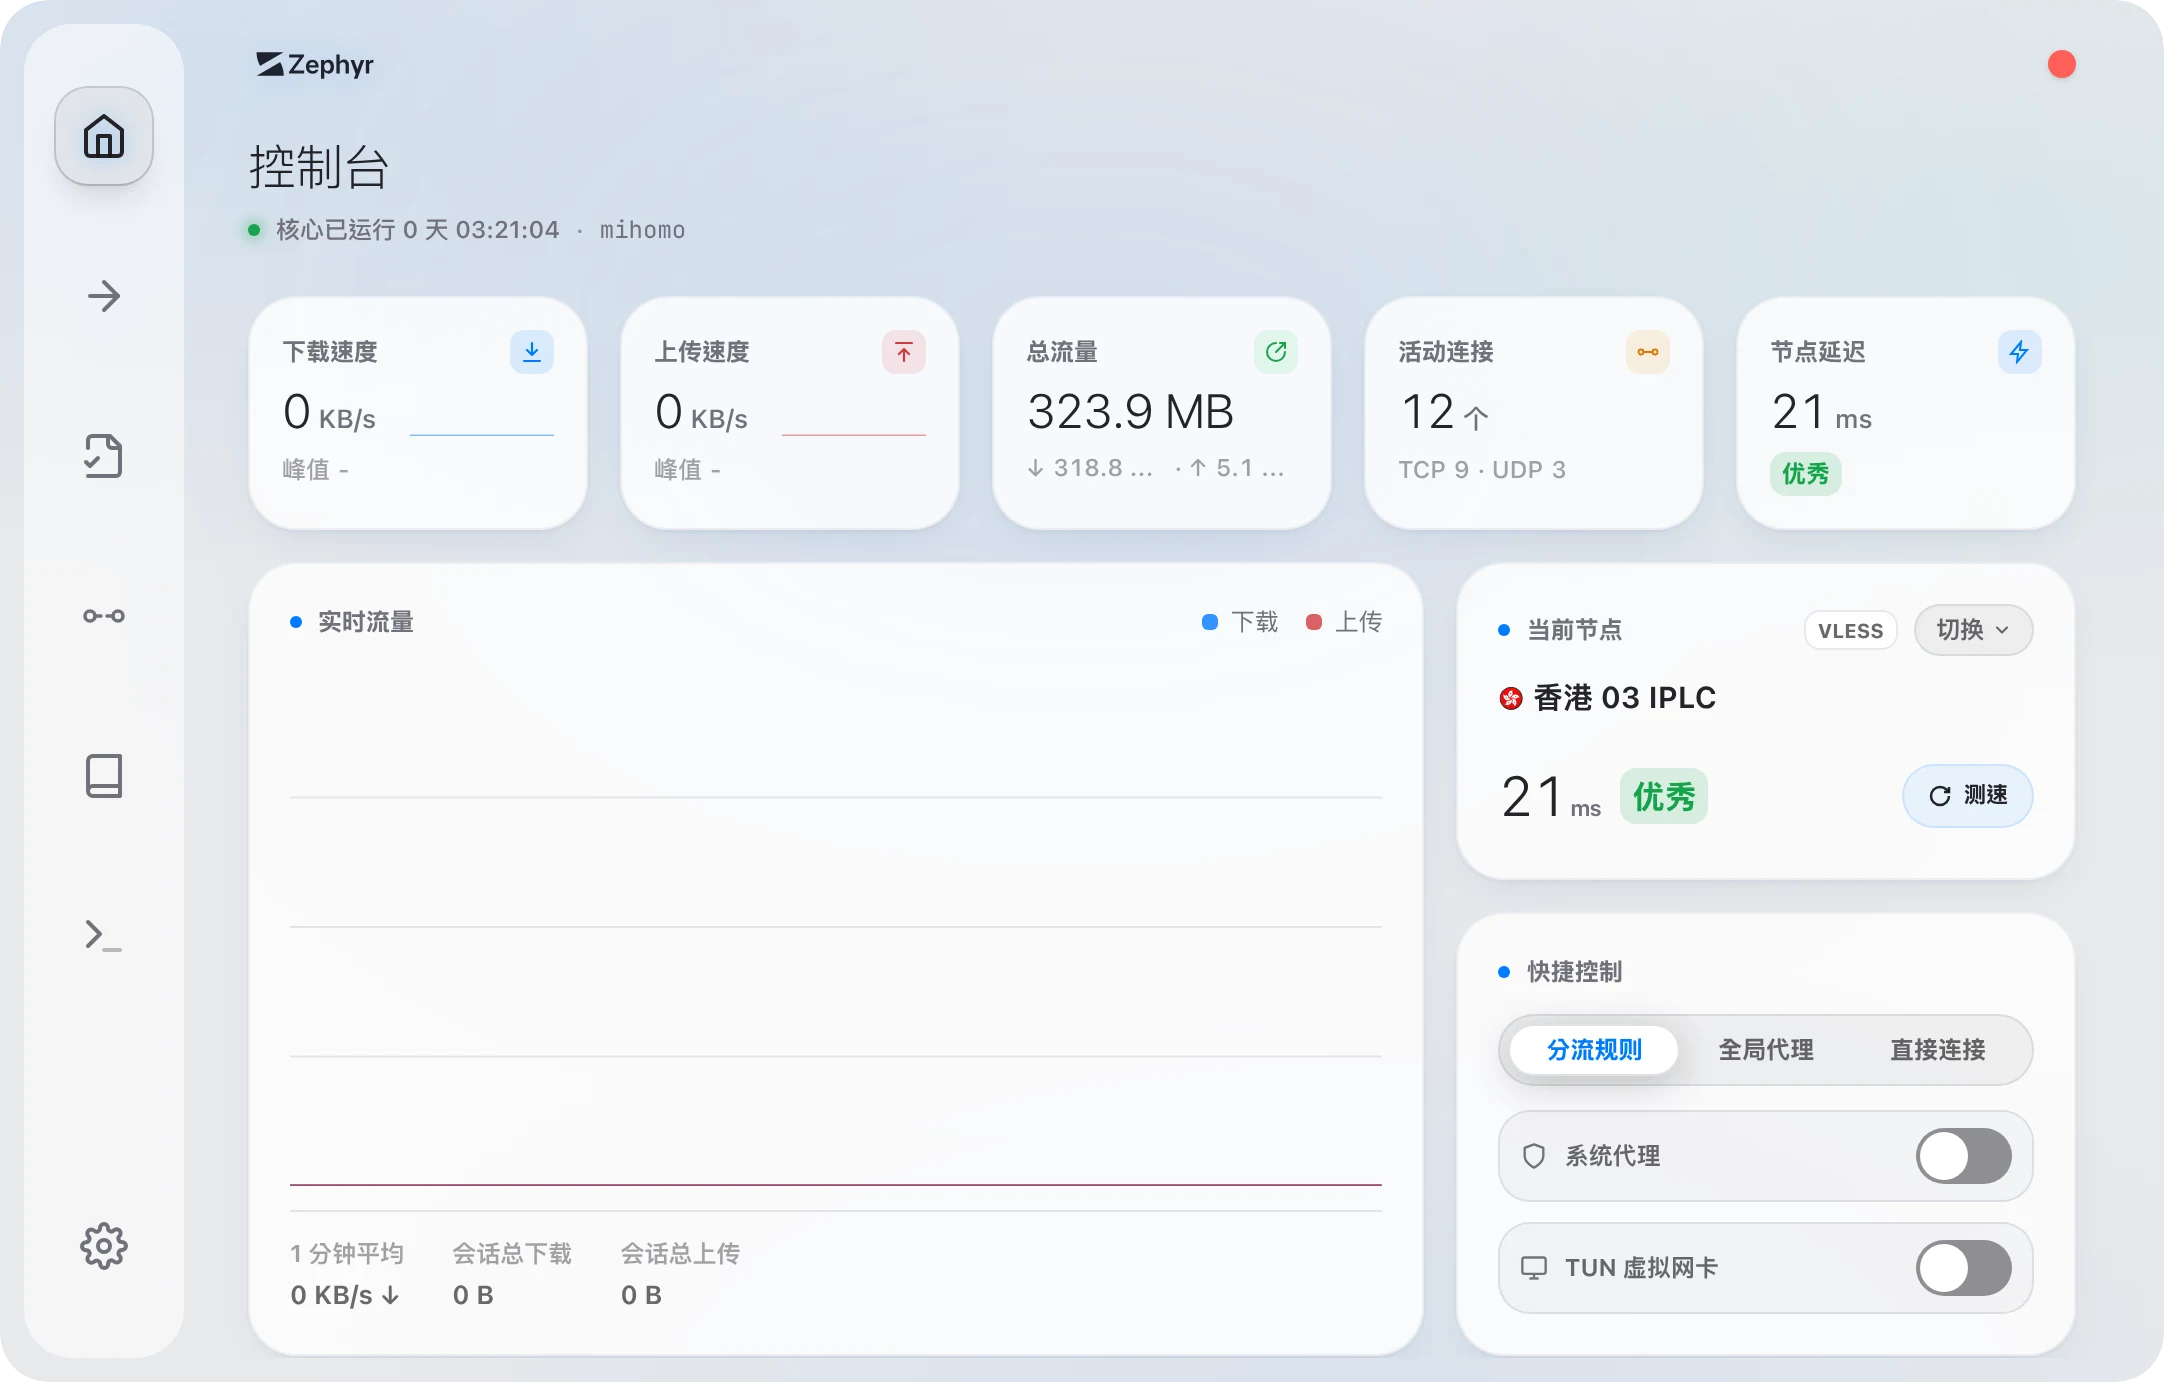 Zephyr
控制台
核心已运行 0 天 03:21:04 · mihomo
下载速度
0 KB/s
峰值 -
上传速度
0 KB/s
峰值 -
总流量
323.9 MB
↓ 318.8 ... · ↑ 5.1 ...
活动连接
12 个
TCP 9 · UDP 3
节点延迟
21 ms
优秀
实时流量
下载 上传
1 分钟平均
0 KB/s ↓
会话总下载
0 B
会话总上传
0 B
当前节点 VLESS 切换
香港 03 IPLC
21 ms 优秀 测速
快捷控制
分流规则 全局代理 直接连接
系统代理
TUN 虚拟网卡